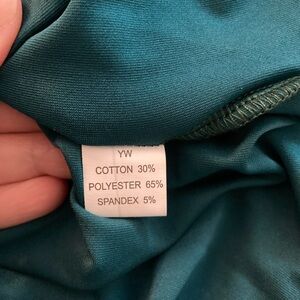 YW
COTTON 30%
POLYESTER 65%
SPANDEX 5%